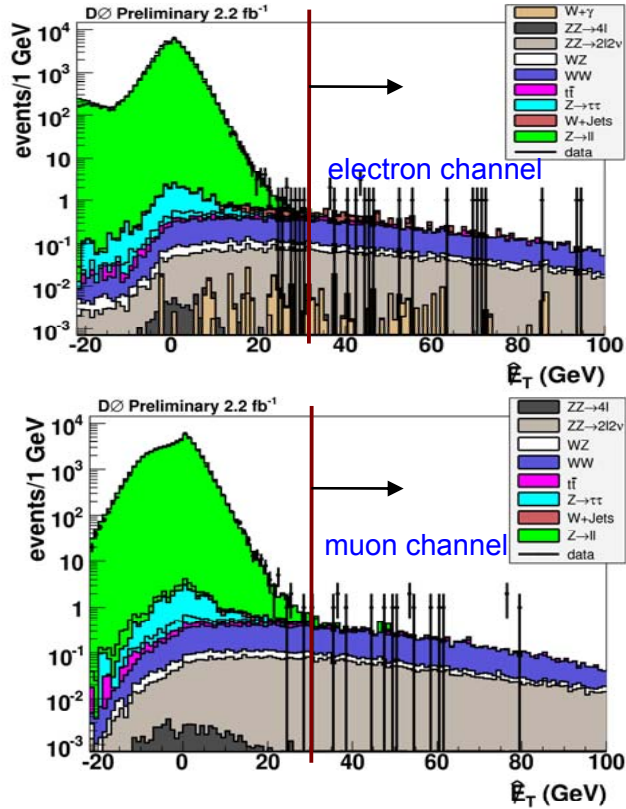 DØ Preliminary 2.2 fb⁻¹
events/1 GeV
10⁴
10³
10²
10
1
10⁻¹
10⁻²
10⁻³
-20 0 20 40 60 80 100
Ê̸_T (GeV)
electron channel
W+γ
ZZ→4l
ZZ→2l2ν
WZ
WW
tt̄
Z→ττ
W+Jets
Z→ll
data
DØ Preliminary 2.2 fb⁻¹
events/1 GeV
10⁴
10³
10²
10
1
10⁻¹
10⁻²
10⁻³
-20 0 20 40 60 80 100
Ê̸_T (GeV)
muon channel
ZZ→4l
ZZ→2l2ν
WZ
WW
tt̄
Z→ττ
W+Jets
Z→ll
data